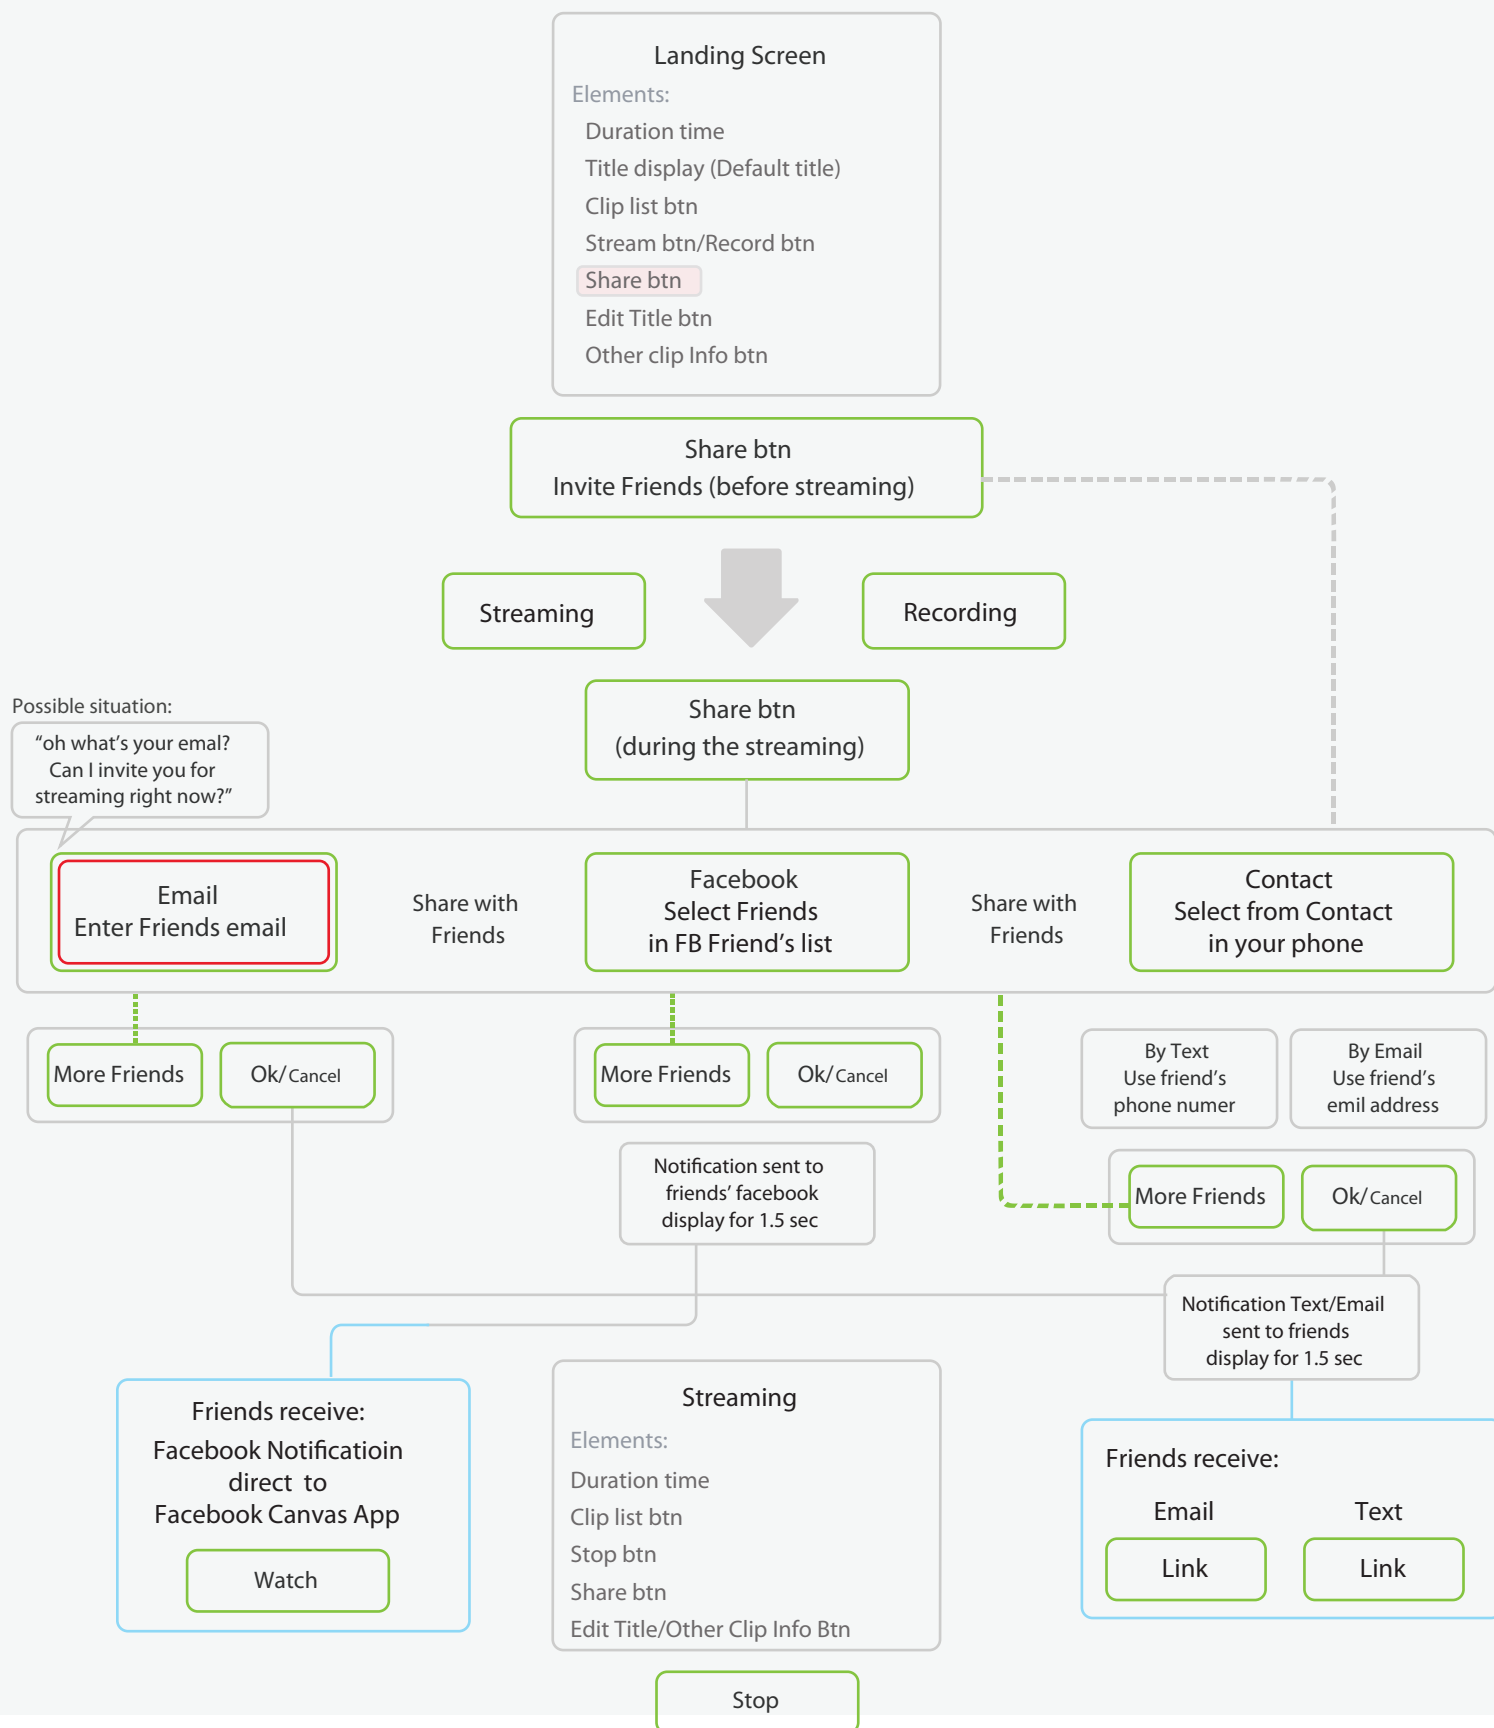 Landing Screen
Elements:
Duration time
Title display (Default title)
Clip list btn
Stream btn/Record btn
Share btn
Edit Title btn
Other clip Info btn
Share btn
Invite Friends (before streaming)
Streaming
Recording
Share btn
(during the streaming)
Possible situation:
“oh what’s your emal?
Can I invite you for
streaming right now?”
Email
Enter Friends email
Share with
Friends
Facebook
Select Friends
in FB Friend’s list
Share with
Friends
Contact
Select from Contact
in your phone
More Friends
Ok/Cancel
More Friends
Ok/Cancel
By Text
Use friend’s
phone numer
By Email
Use friend’s
emil address
Notification sent to
friends’ facebook
display for 1.5 sec
More Friends
Ok/Cancel
Notification Text/Email
sent to friends
display for 1.5 sec
Friends receive:
Facebook Notificatioin
direct to
Facebook Canvas App
Watch
Streaming
Elements:
Duration time
Clip list btn
Stop btn
Share btn
Edit Title/Other Clip Info Btn
Friends receive:
Email
Text
Link
Link
Stop